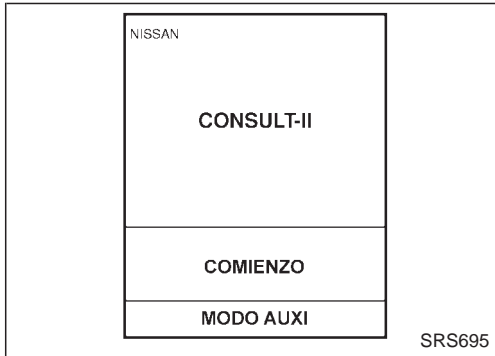 NISSAN
CONSULT-II
COMIENZO
MODO AUXI
SRS695